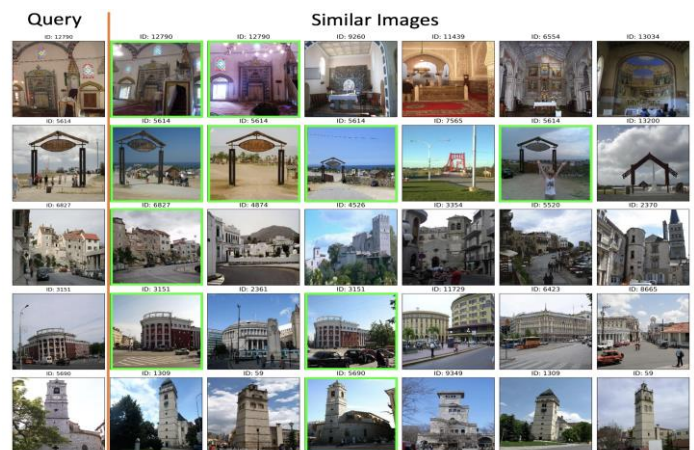 Query Similar Images
ID: 12790 ID: 12790 ID: 12790 ID: 9260 ID: 11439 ID: 6554 ID: 13034
ID: 5614 ID: 5614 ID: 5614 ID: 5614 ID: 7565 ID: 5614 ID: 13200
ID: 6827 ID: 6827 ID: 4874 ID: 4526 ID: 3354 ID: 5520 ID: 2370
ID: 3151 ID: 3151 ID: 2361 ID: 3151 ID: 11729 ID: 6423 ID: 8665
ID: 5690 ID: 1309 ID: 59 ID: 5690 ID: 9349 ID: 1309 ID: 59